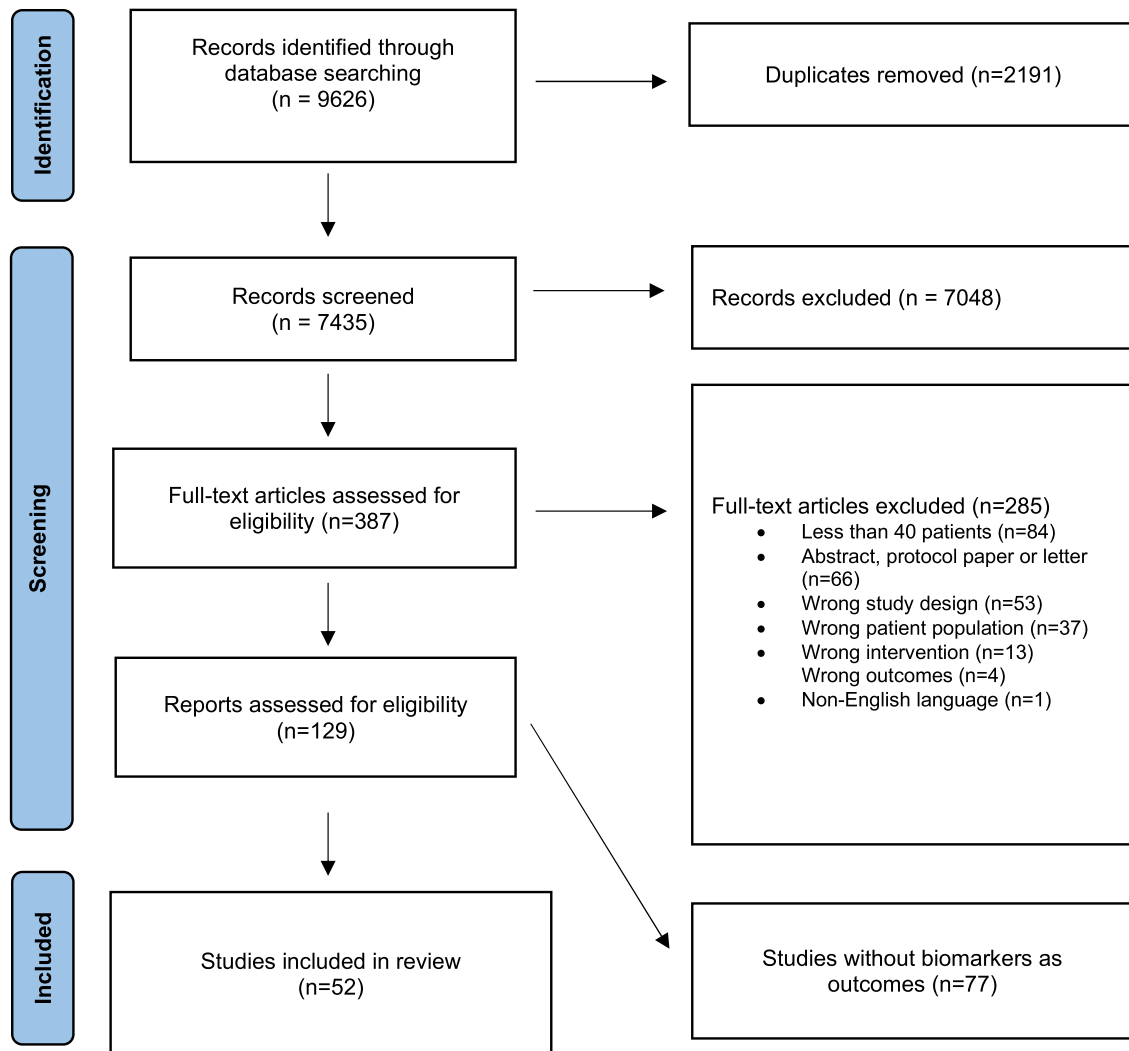 Identification
Records identified through
database searching
(n = 9626)
Duplicates removed (n=2191)
Screening
Records screened
(n = 7435)
Records excluded (n = 7048)
Full-text articles assessed for
eligibility (n=387)
Full-text articles excluded (n=285)
• Less than 40 patients (n=84)
• Abstract, protocol paper or letter
(n=66)
• Wrong study design (n=53)
• Wrong patient population (n=37)
• Wrong intervention (n=13)
Wrong outcomes (n=4)
• Non-English language (n=1)
Reports assessed for eligibility
(n=129)
Included
Studies included in review
(n=52)
Studies without biomarkers as
outcomes (n=77)